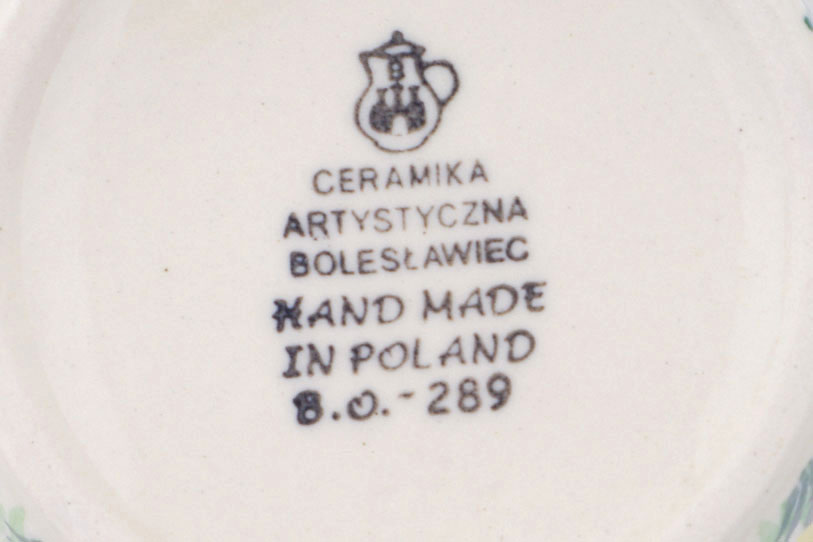 B
CERAMIKA
ARTYSTYCZNA
BOLESŁAWIEC
HAND MADE
IN POLAND
B.O.-289